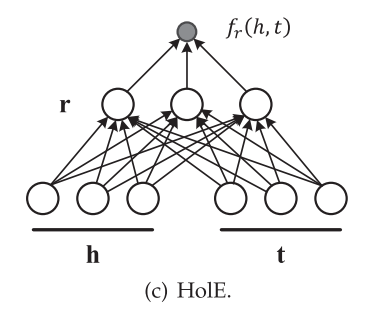 f_r(h, t)
r
h t
(c) HolE.